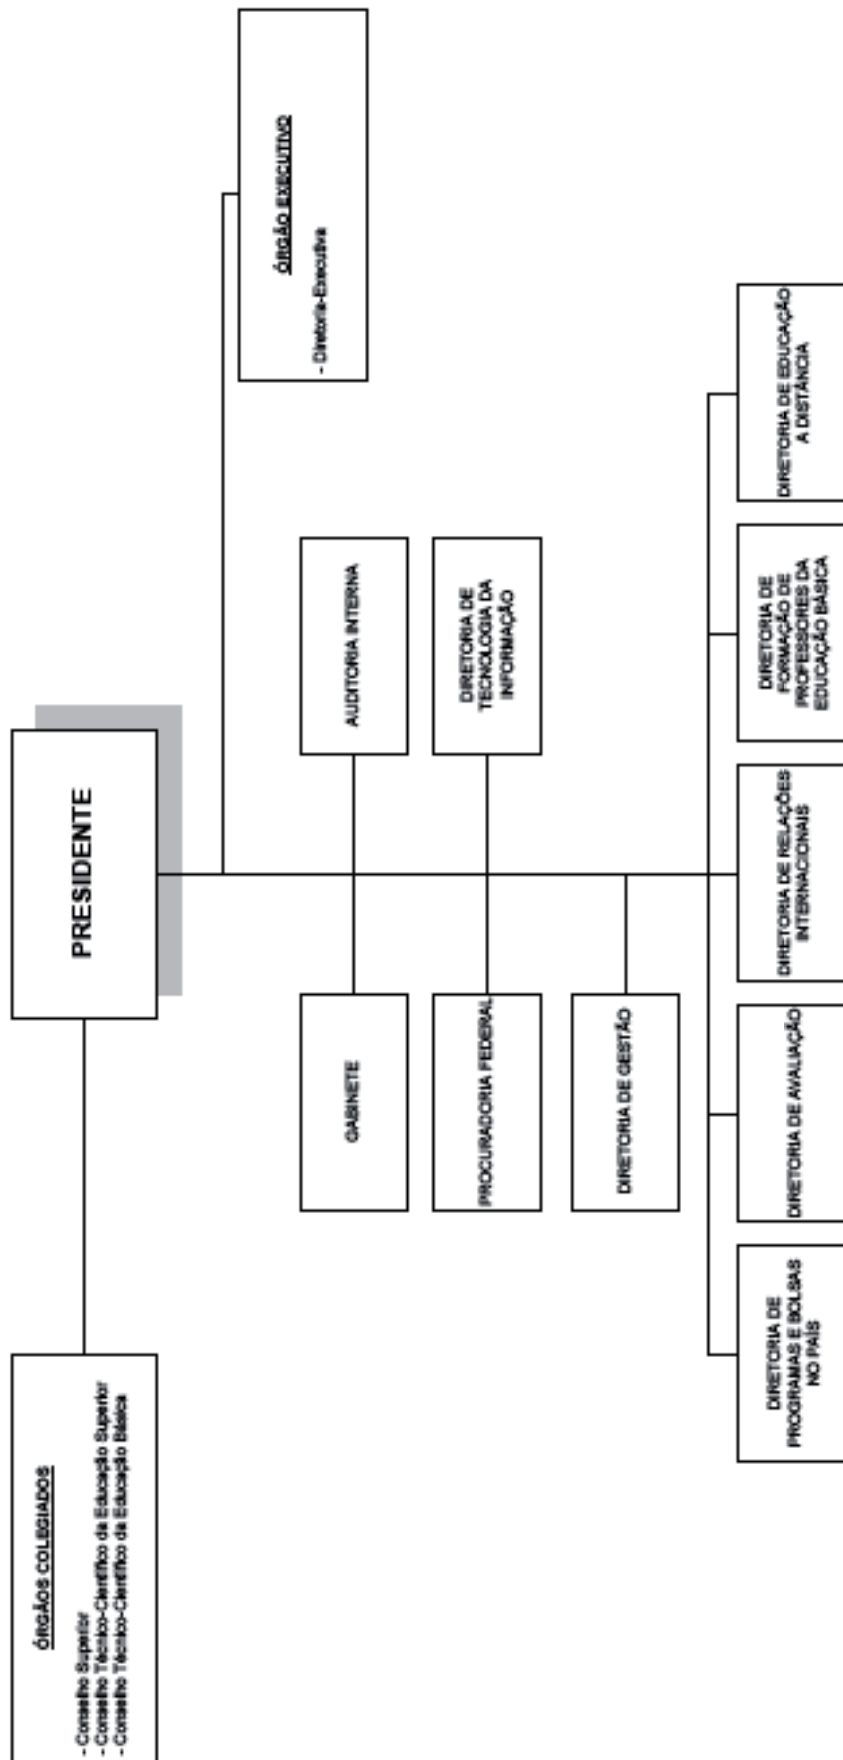 ÓRGÃOS COLEGIADOS
- Conselho Superior
- Conselho Técnico-Científico da Educação Superior
- Conselho Técnico-Científico da Educação Básica
PRESIDENTE
ÓRGÃO EXECUTIVO
- Diretoria-Executiva
GABINETE
AUDITORIA INTERNA
PROCURADORIA FEDERAL
DIRETORIA DE
TECNOLOGIA DA
INFORMAÇÃO
DIRETORIA DE GESTÃO
DIRETORIA DE
PROGRAMAS E BOLSAS
NO PAÍS
DIRETORIA DE AVALIAÇÃO
DIRETORIA DE RELAÇÕES
INTERNACIONAIS
DIRETORIA DE
FORMAÇÃO DE
PROFESSORES DA
EDUCAÇÃO BÁSICA
DIRETORIA DE EDUCAÇÃO
A DISTÂNCIA